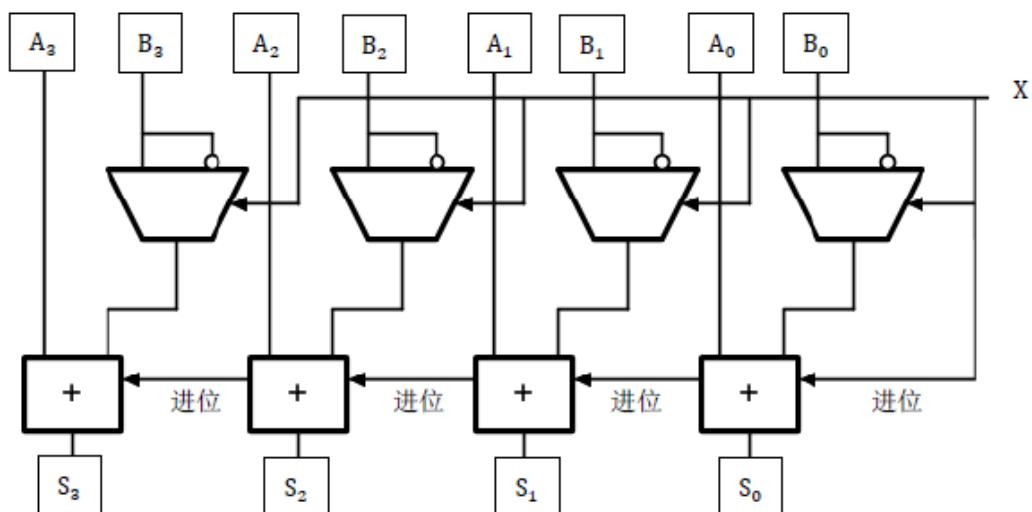 A₃ B₃ A₂ B₂ A₁ B₁ A₀ B₀
X
+ 进位 + 进位 + 进位 + 进位
S₃ S₂ S₁ S₀